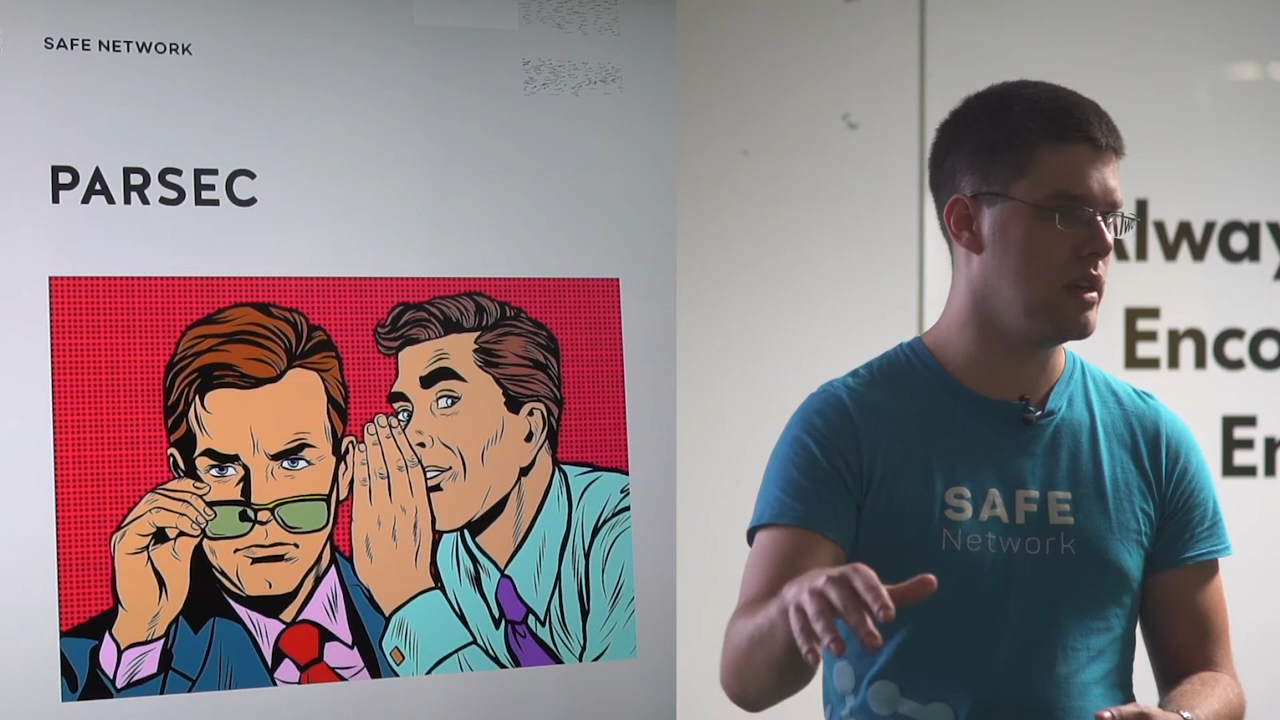 SAFE NETWORK
PARSEC
lway
Enco
En
SAFE
Network